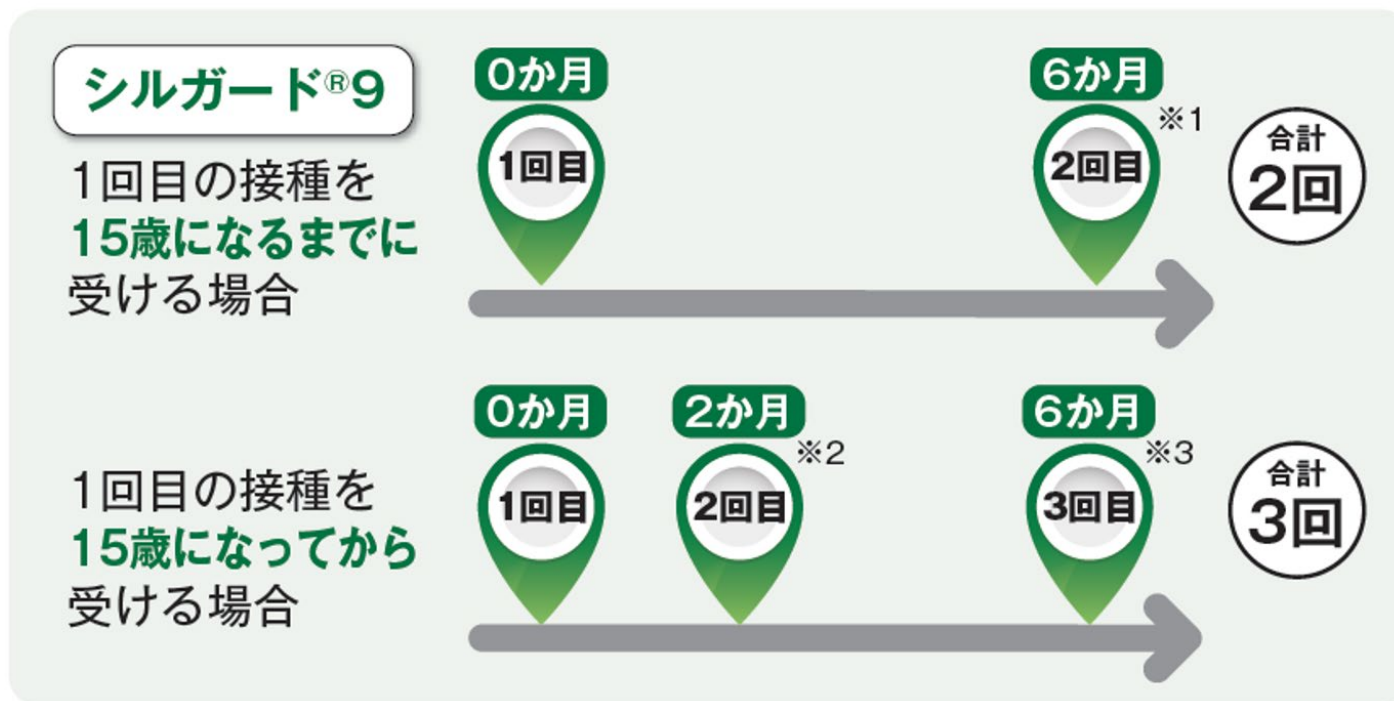 シルガード®9
1回目の接種を
15歳になるまでに
受ける場合
0か月
1回目
6か月
※1
2回目
合計
2回
1回目の接種を
15歳になってから
受ける場合
0か月
1回目
2か月
※2
2回目
6か月
※3
3回目
合計
3回